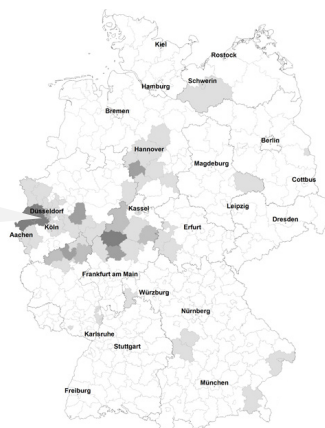 Kiel
Rostock
Schwerin
Hamburg
Bremen
Berlin
Hannover
Magdeburg
Cottbus
Leipzig
Kassel
Düsseldorf
Dresden
Köln
Erfurt
Aachen
Frankfurt am Main
Würzburg
Nürnberg
Karlsruhe
Stuttgart
München
Freiburg